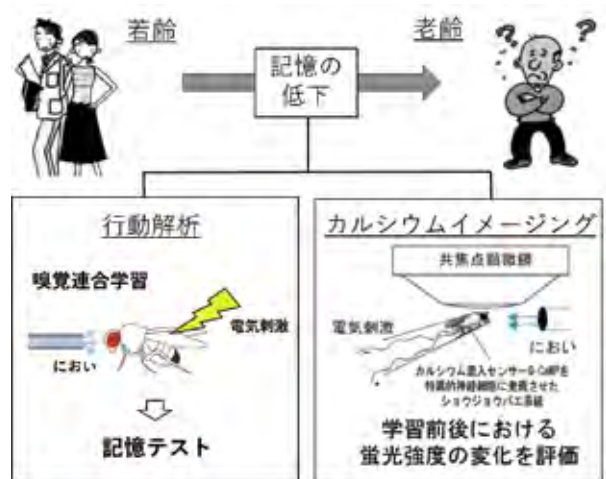 若齢
老齢
? ?
記憶の
低下
行動解析
嗅覚連合学習
電気刺激
におい
記憶テスト
カルシウムイメージング
共焦点顕微鏡
電気刺激
におい
カルシウム流入センサーG-CaMPを
特異的神経細胞に発現させた
ショウジョウバエ系統
学習前後における
蛍光強度の変化を評価